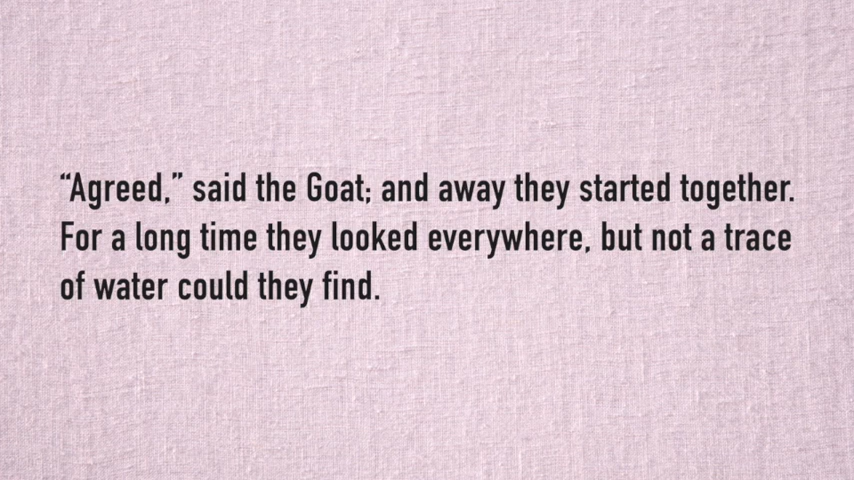 “Agreed,” said the Goat; and away they started together.
For a long time they looked everywhere, but not a trace
of water could they find.